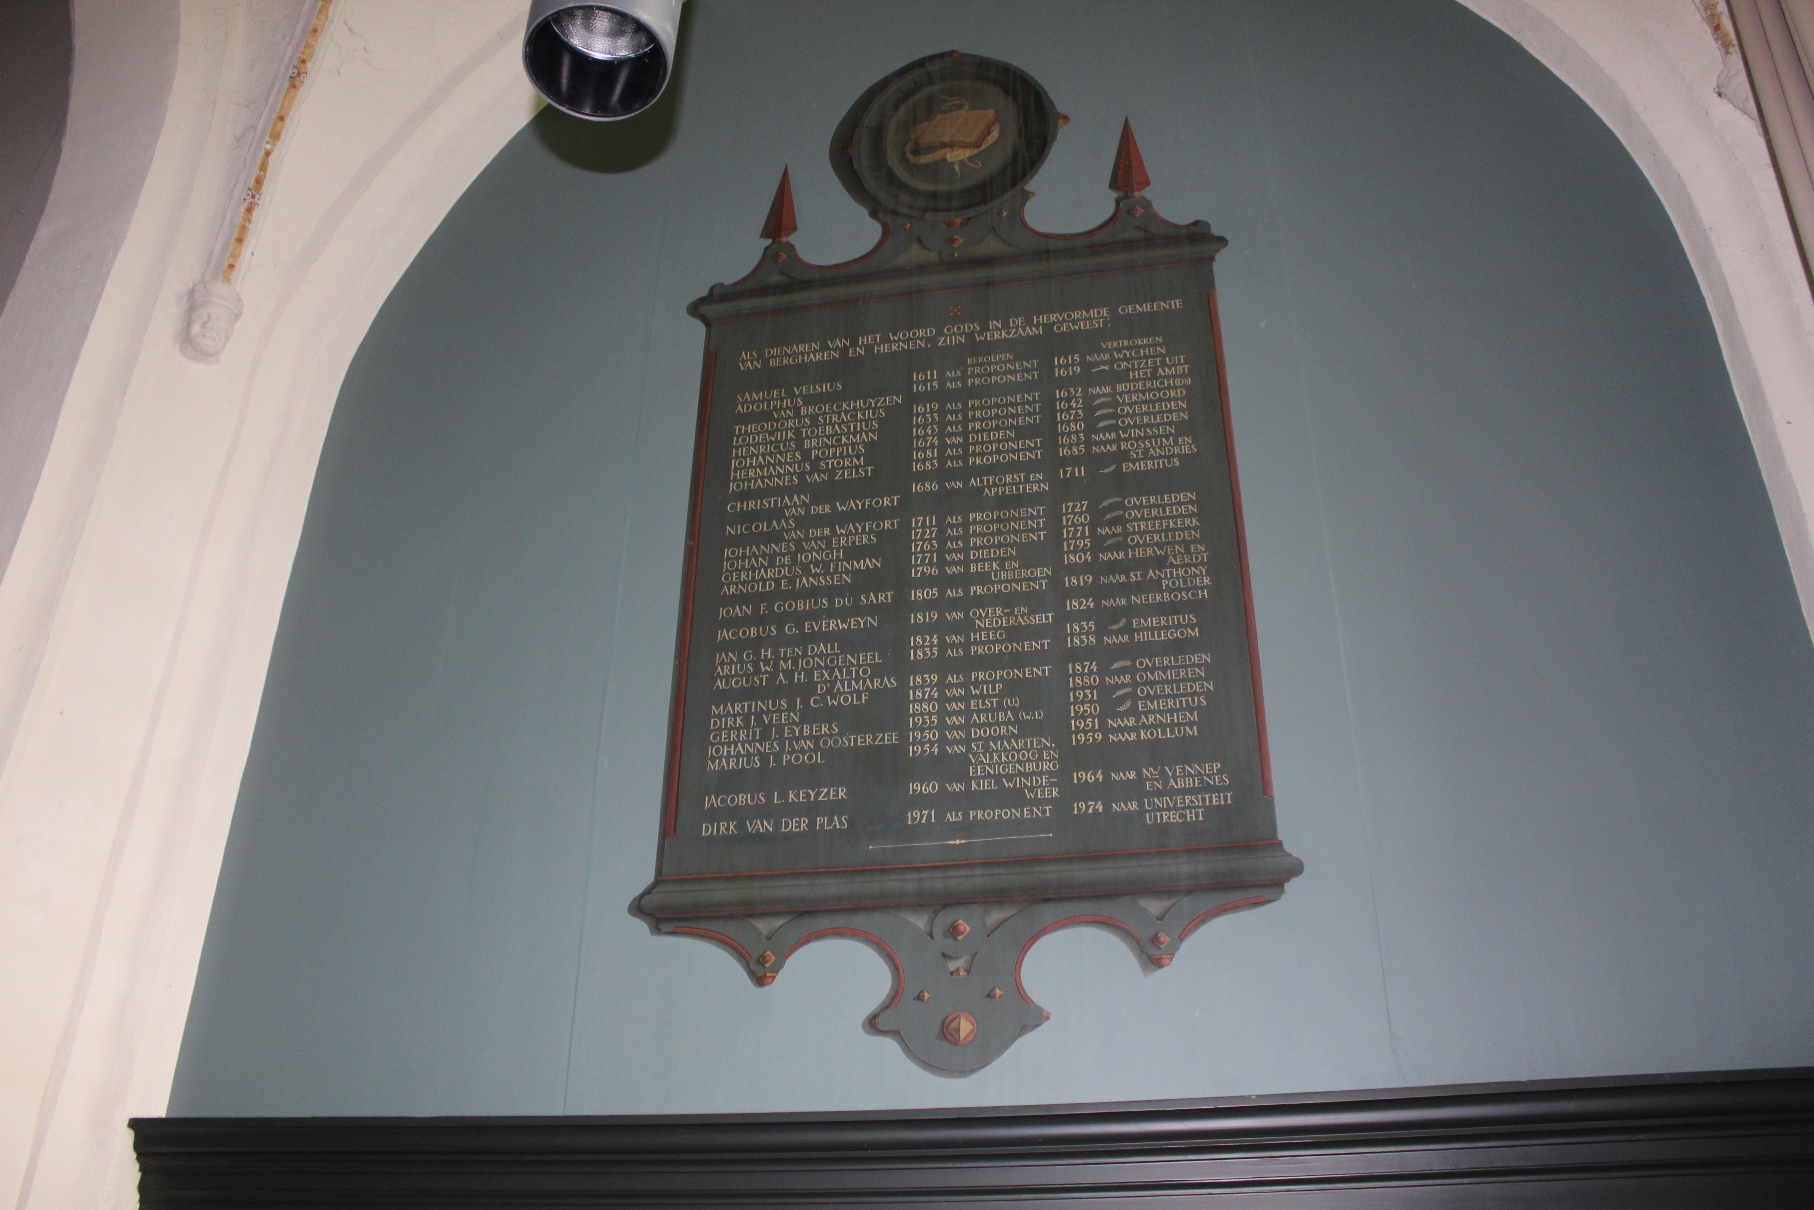 ALS DIENAREN VAN HET WOORD GODS IN DE HERVORMDE GEMEENTE
VAN BERGHAREN EN HERNEN, ZIJN WERKZAAM GEWEEST:
BEROEPEN VERTROKKEN
SAMUEL VELSIUS 1611 ALS PROPONENT 1615 NAAR WYCHEN
ADOLPHUS 1615 ALS PROPONENT 1619 ONTZET UIT
VAN BROECKHUYZEN HET AMBT
THEODORUS STRACKIUS 1619 ALS PROPONENT 1632 NAAR BUDERICH(D)
LODEWIJK TOEBASTIUS 1633 ALS PROPONENT 1642 VERMOORD
HENRICUS BRINCKMAN 1643 ALS PROPONENT 1673 OVERLEDEN
JOHANNES POPPIUS 1674 VAN DIEDEN 1680 OVERLEDEN
HERMANNUS STORM 1681 ALS PROPONENT 1683 NAAR WINSSEN
JOHANNES VAN ZELST 1683 ALS PROPONENT 1685 NAAR ROSSUM EN
ST ANDRIES
CHRISTIAAN 1686 VAN ALTFORST EN 1711 EMERITUS
VAN DER WAYFORT APPELTERN
NICOLAAS
VAN DER WAYFORT 1711 ALS PROPONENT 1727 OVERLEDEN
JOHANNES VAN ERPERS 1727 ALS PROPONENT 1760 OVERLEDEN
JOHAN DE JONGH 1763 ALS PROPONENT 1771 NAAR STREEFKERK
GERHARDUS W. FINMAN 1771 VAN DIEDEN 1795 OVERLEDEN
ARNOLD E. JANSSEN 1796 VAN BEEK EN 1804 NAAR HERWEN EN
UBBERGEN AERDT
JOAN F. GOBIUS DU SART 1805 ALS PROPONENT 1819 NAAR ST ANTHONY
POLDER
JACOBUS G. EVERWEYN 1819 VAN OVER- EN 1824 NAAR NEERBOSCH
NEDERASSELT
JAN G. H. TEN DALL 1824 VAN HEEG 1835 EMERITUS
ARIUS W. M. JONGENEEL 1835 ALS PROPONENT 1838 NAAR HILLEGOM
AUGUST A. H. EXALTO
D'ALMARAS 1839 ALS PROPONENT 1874 OVERLEDEN
MARTINUS J. C. WOLF 1874 VAN WILP 1880 NAAR OMMEREN
DIRK J. VEEN 1880 VAN ELST (U) 1931 OVERLEDEN
GERRIT J. EYBERS 1935 VAN ARUBA (W.I.) 1950 EMERITUS
JOHANNES J. VAN OOSTERZEE 1950 VAN DOORN 1951 NAAR ARNHEM
MARIUS J. POOL 1954 VAN ST MAARTEN, 1959 NAAR KOLLUM
VALKKOOG EN
EENIGENBURG
JACOBUS L. KEYZER 1960 VAN KIEL WINDE- 1964 NAAR NW VENNEP
WEER EN ABBENES
DIRK VAN DER PLAS 1971 ALS PROPONENT 1974 NAAR UNIVERSITEIT
UTRECHT